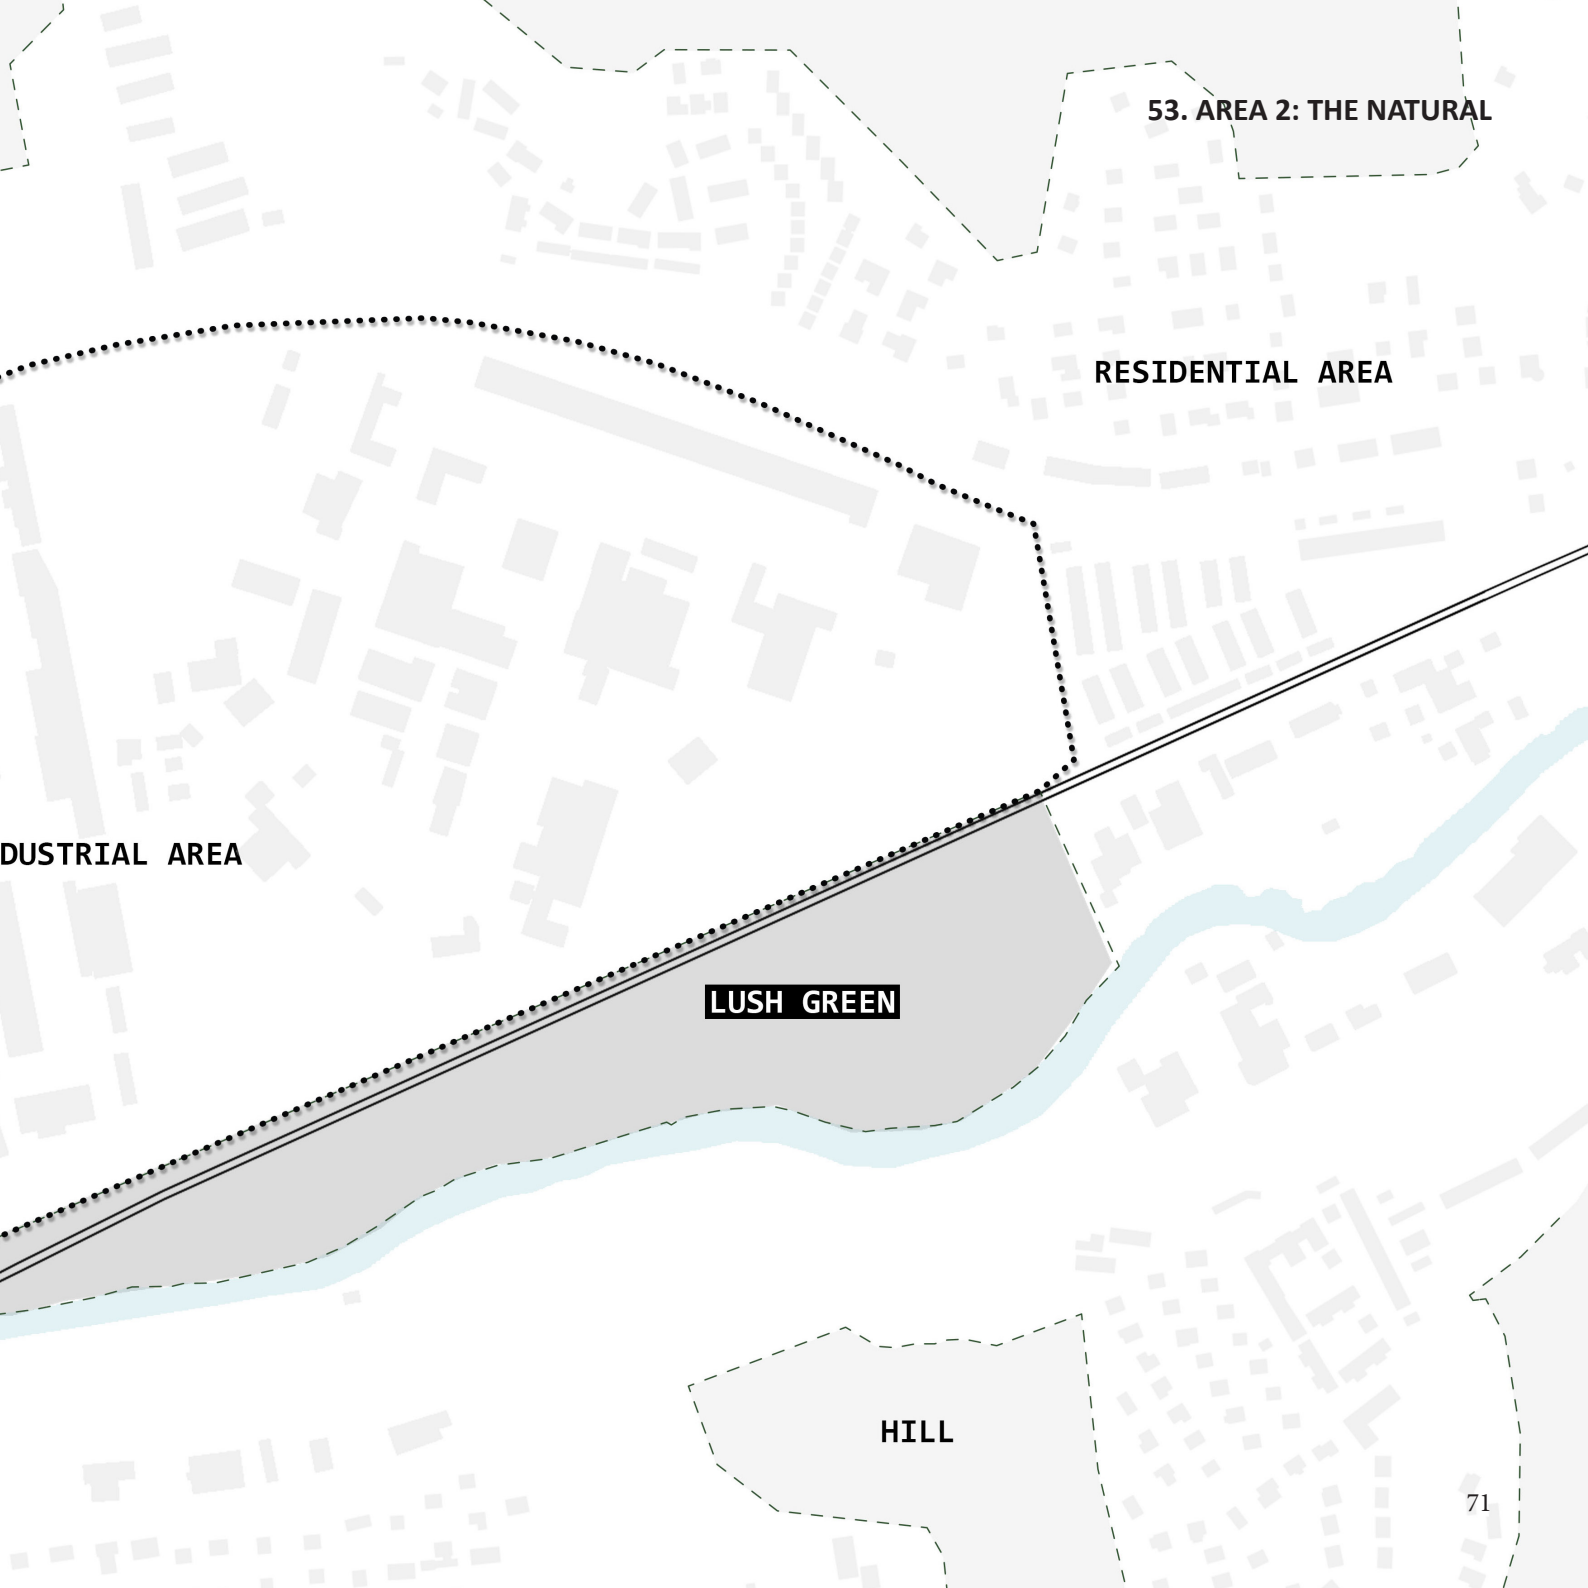 53. AREA 2: THE NATURAL
RESIDENTIAL AREA
DUSTRIAL AREA
LUSH GREEN
HILL
71